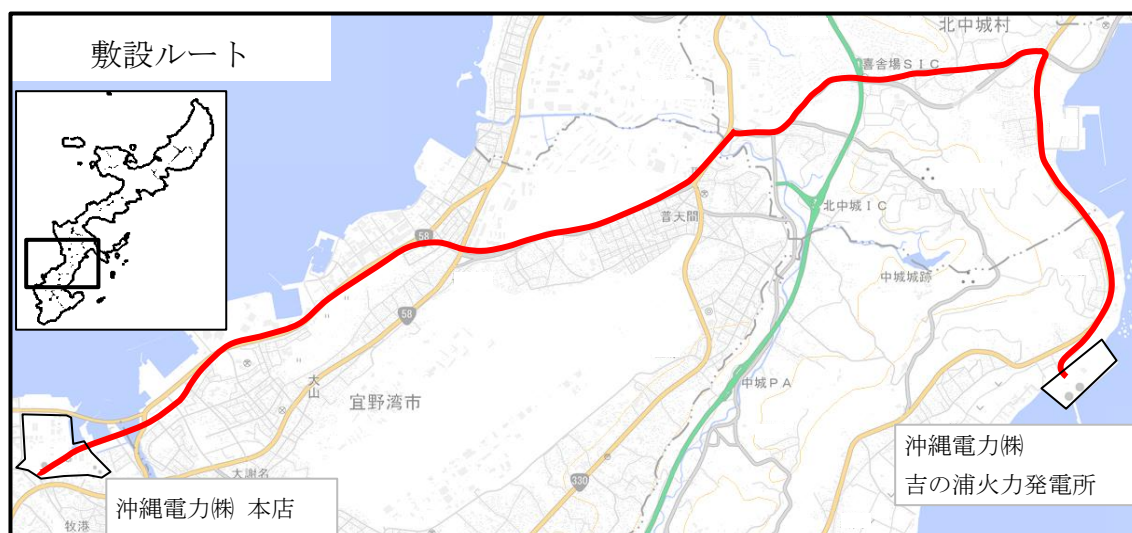 敷設ルート
北中城村
喜舎場ＳＩＣ
北中城ＩＣ
普天間
58
中城城跡
58
大山
宜野湾市
中城ＰＡ
大謝名
330
牧港
沖縄電力㈱ 本店
沖縄電力㈱
吉の浦火力発電所